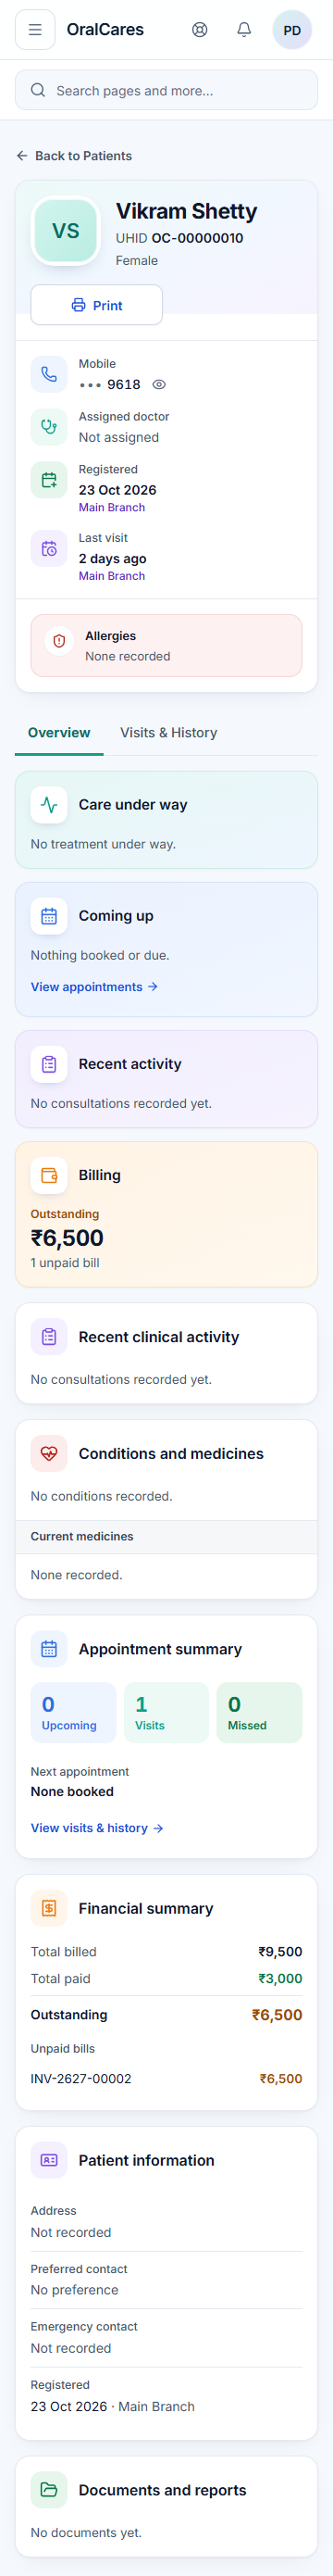 OralCares
PD
Search pages and more...
Back to Patients
VS
Vikram Shetty
UHID OC-00000010
Female
Print
Mobile
••• 9618
Assigned doctor
Not assigned
Registered
23 Oct 2026
Main Branch
Last visit
2 days ago
Main Branch
Allergies
None recorded
Overview
Visits & History
Care under way
No treatment under way.
Coming up
Nothing booked or due.
View appointments →
Recent activity
No consultations recorded yet.
Billing
Outstanding
₹6,500
1 unpaid bill
Recent clinical activity
No consultations recorded yet.
Conditions and medicines
No conditions recorded.
Current medicines
None recorded.
Appointment summary
0 1 0
Upcoming Visits Missed
Next appointment
None booked
View visits & history →
Financial summary
Total billed ₹9,500
Total paid ₹3,000
Outstanding ₹6,500
Unpaid bills
INV-2627-00002 ₹6,500
Patient information
Address
Not recorded
Preferred contact
No preference
Emergency contact
Not recorded
Registered
23 Oct 2026 · Main Branch
Documents and reports
No documents yet.